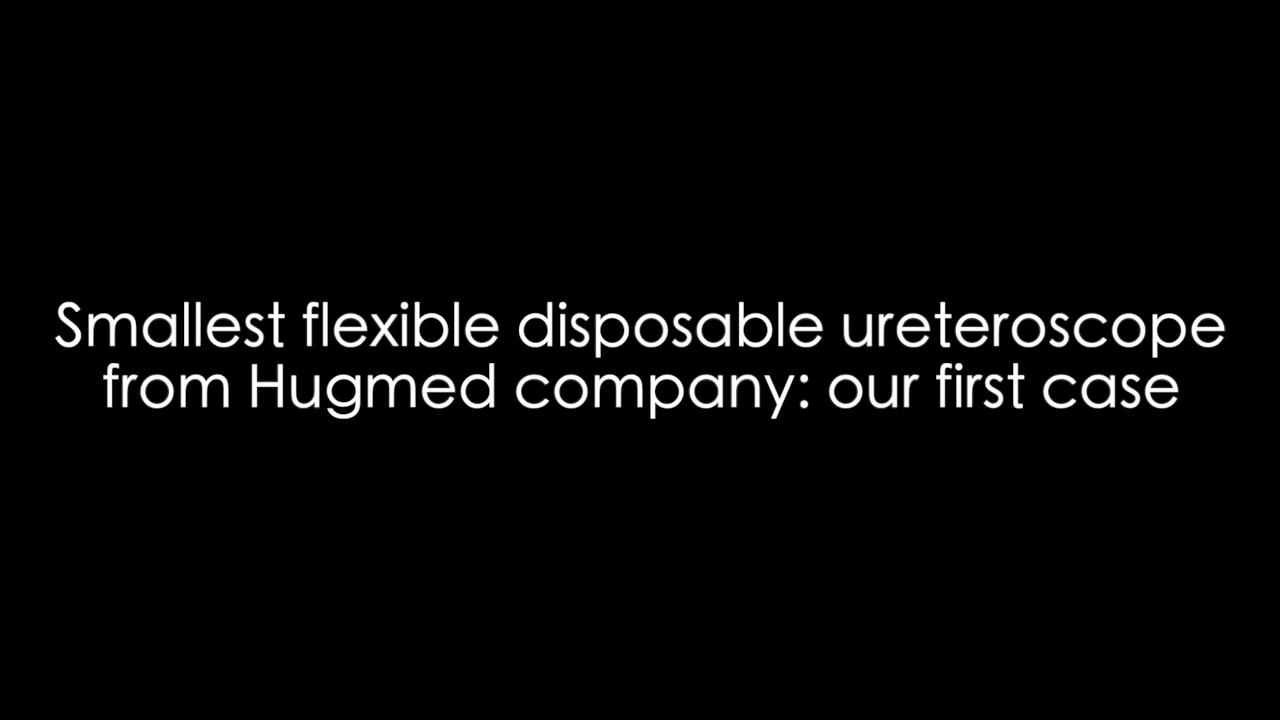 Smallest flexible disposable ureteroscope
from Hugmed company: our first case